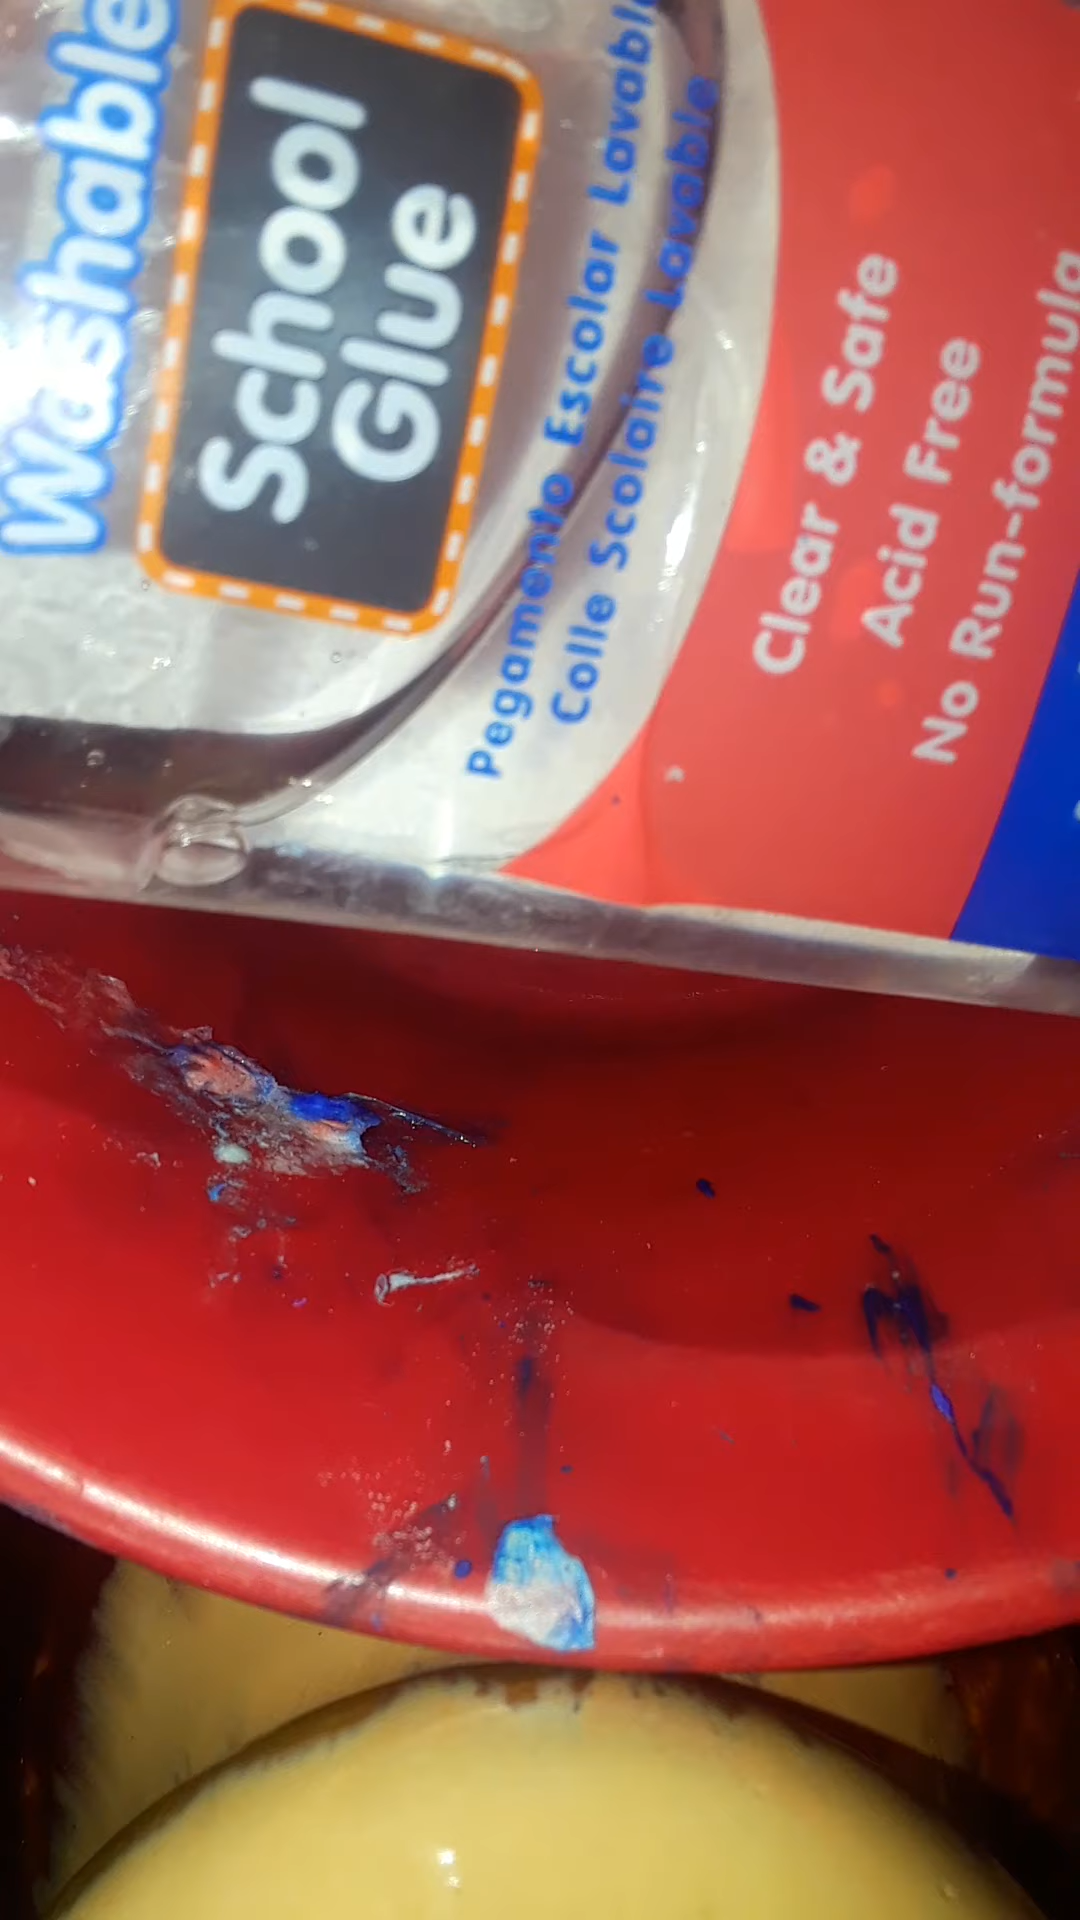 Washable
School
Glue
Pegamento Escolar Lavable
Colle Scolaire Lavable
Clear & Safe
Acid Free
No Run-formula